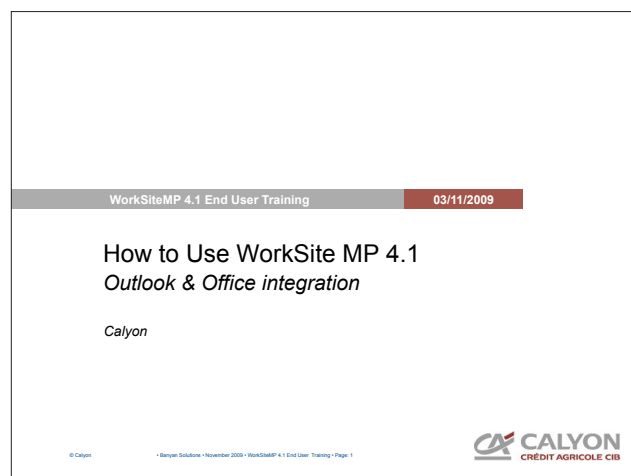 WorkSiteMP 4.1 End User Training 03/11/2009
How to Use WorkSite MP 4.1
Outlook & Office integration
Calyon
© Calyon • Banyan Solutions • November 2009 • WorkSiteMP 4.1 End User Training • Page: 1
CALYON
CRÉDIT AGRICOLE CIB